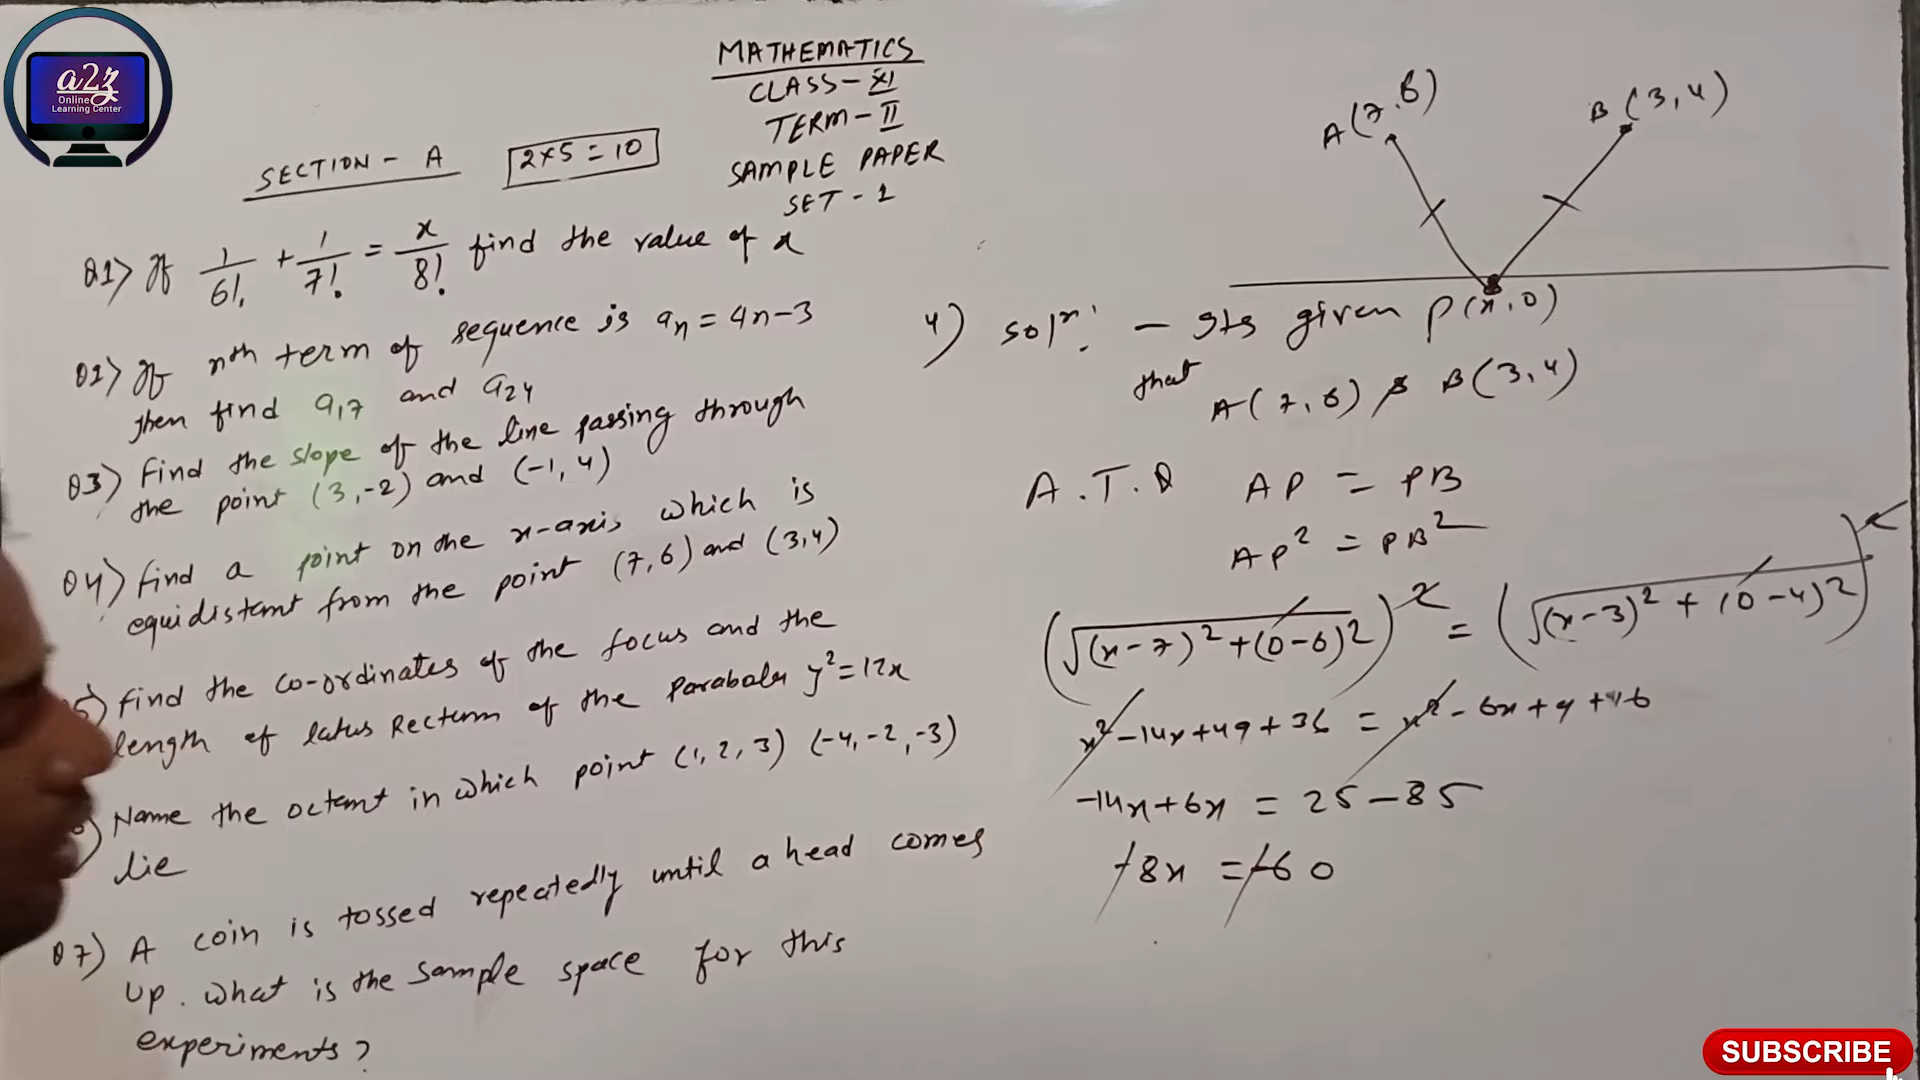 a2z
Online
Learning Center
MATHEMATICS
CLASS - XI
TERM - II
SAMPLE PAPER
SET - 1
SECTION - A 2×5=10
Q1) If 1/6! + 1/7! = x/8! find the value of x
Q2) If nth term of sequence is aₙ = 4n-3
then find a₁₇ and a₂₄
Q3) Find the slope of the line passing through
the point (3,-2) and (-1,4)
Q4) Find a point on the x-axis which is
equidistant from the point (7,6) and (3,4)
5) Find the co-ordinates of the focus and the
length of latus Rectum of the Parabola y²=12x
Name the octant in which point (1,2,3) (-4,-2,-3)
lie
Q7) A coin is tossed repeatedly until a head comes
up. what is the sample space for this
experiments?
A(7,6) B(3,4)
4) Solⁿ: - Its given P(x,0)
that
A(7,6) & B(3,4)
A.T.Q AP = PB
AP² = PB²
(√(x-7)²+(0-6)²)² = (√(x-3)²+(0-4)²)
x²-14x+49+36 = x²-6x+9+16
-14x+6x = 25-85
-8x = -60
SUBSCRIBE